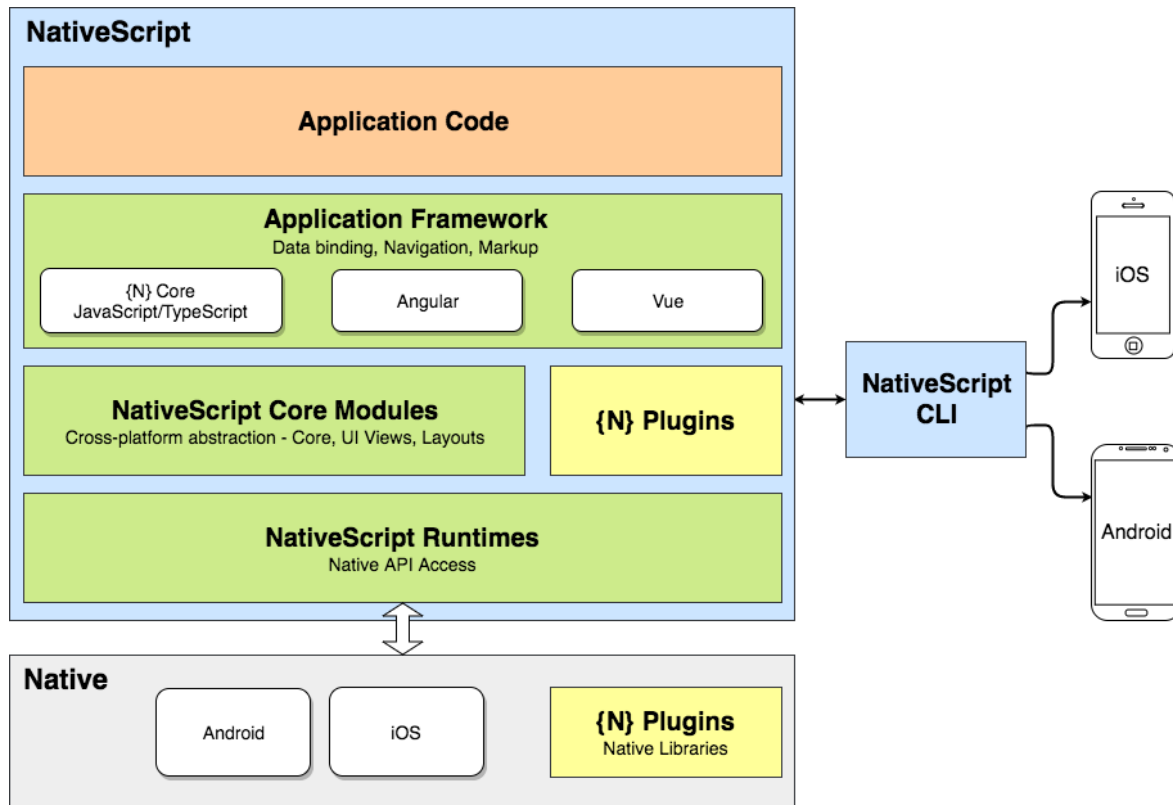 NativeScript
Application Code
Application Framework
Data binding, Navigation, Markup
{N} Core
JavaScript/TypeScript
Angular
Vue
NativeScript Core Modules
Cross-platform abstraction - Core, UI Views, Layouts
{N} Plugins
NativeScript Runtimes
Native API Access
NativeScript
CLI
iOS
Android
Native
Android
iOS
{N} Plugins
Native Libraries